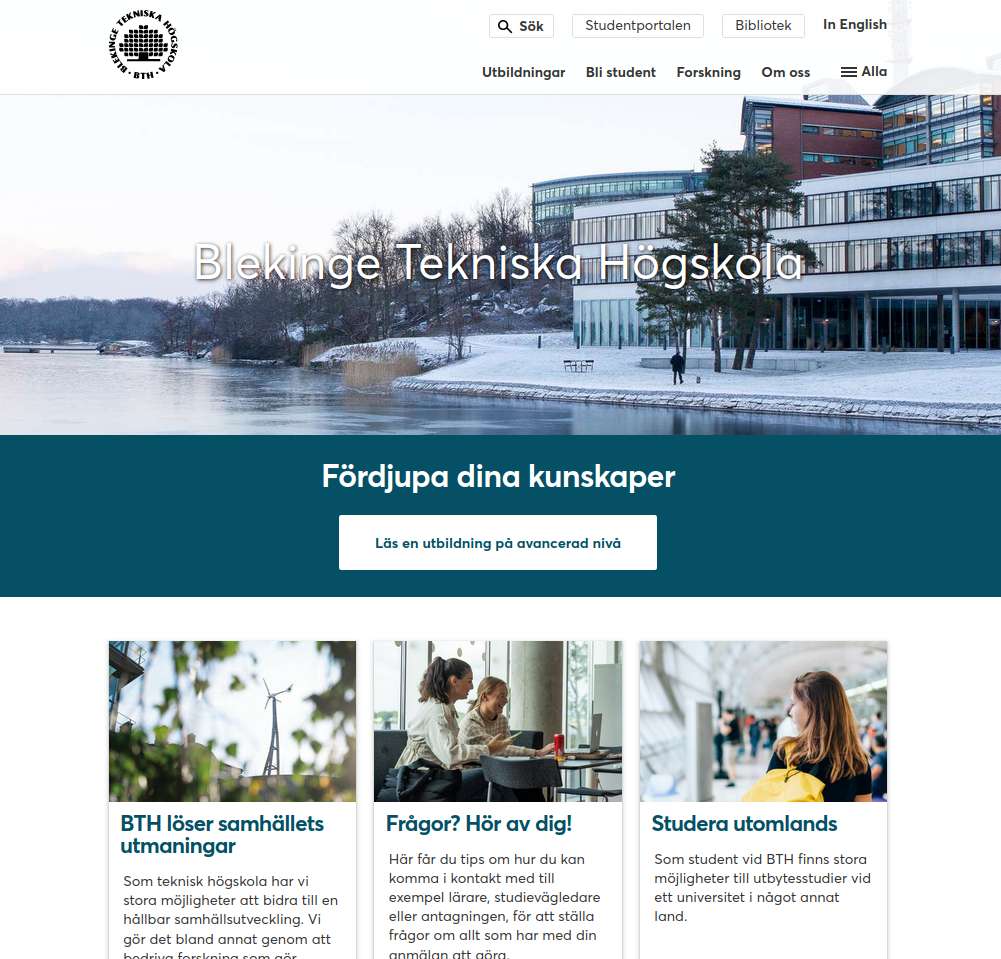 BLEKINGE TEKNISKA HÖGSKOLA · BTH ·
Sök
Studentportalen
Bibliotek
In English
Utbildningar
Bli student
Forskning
Om oss
Alla
Blekinge Tekniska Högskola
Fördjupa dina kunskaper
Läs en utbildning på avancerad nivå
BTH löser samhällets
utmaningar
Som teknisk högskola har vi
stora möjligheter att bidra till en
hållbar samhällsutveckling. Vi
gör det bland annat genom att
bedriva forskning som gör
Frågor? Hör av dig!
Här får du tips om hur du kan
komma i kontakt med till
exempel lärare, studievägledare
eller antagningen, för att ställa
frågor om allt som har med din
anmälan att göra.
Studera utomlands
Som student vid BTH finns stora
möjligheter till utbytesstudier vid
ett universitet i något annat
land.